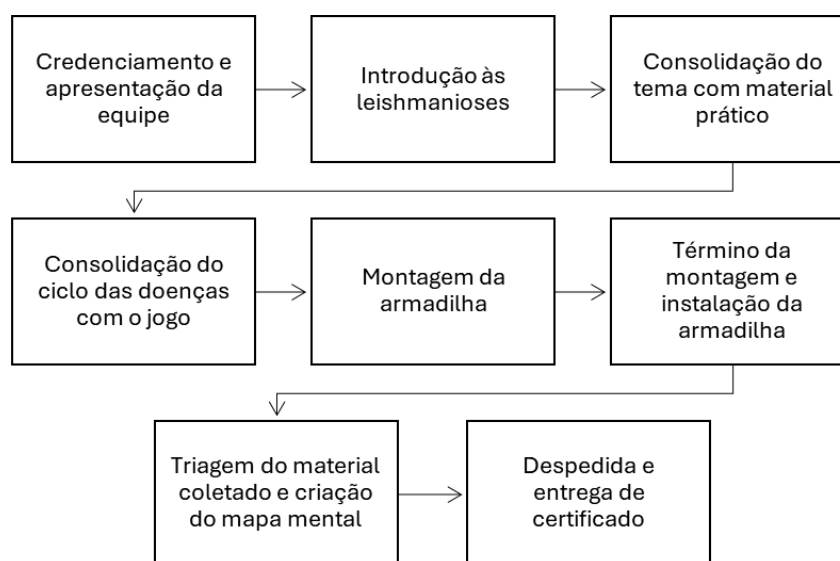 Credenciamento e
apresentação da
equipe
Introdução às
leishmanioses
Consolidação do
tema com material
prático
Consolidação do
ciclo das doenças
com o jogo
Montagem da
armadilha
Término da
montagem e
instalação da
armadilha
Triagem do material
coletado e criação
do mapa mental
Despedida e
entrega de
certificado